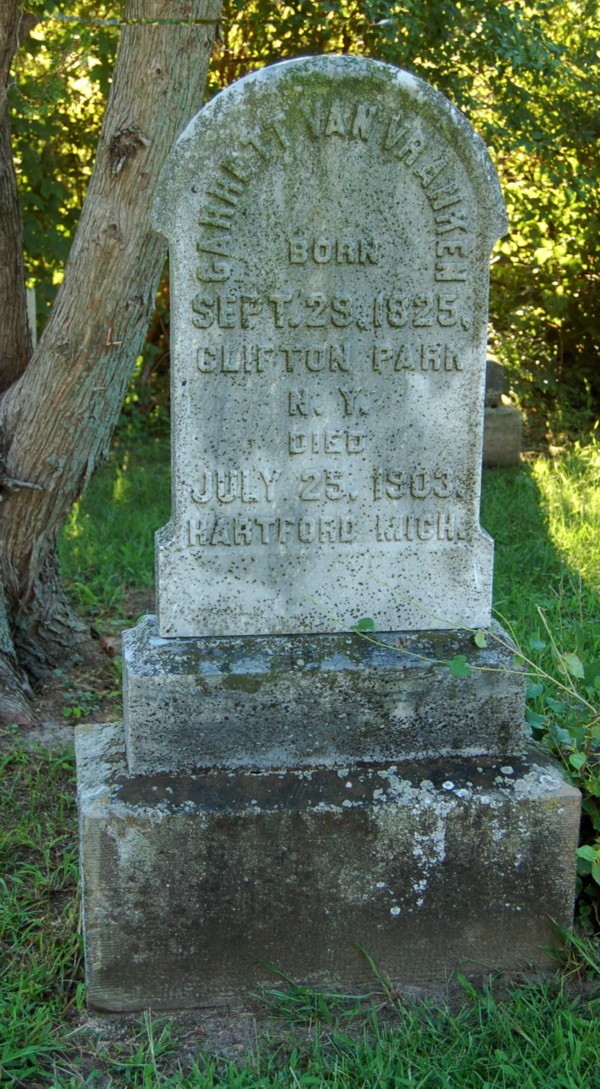 GARRETT VAN VRANKEN
BORN
SEPT. 29, 1825,
CLIFTON PARK
N. Y.
DIED
JULY 25, 1903.
HARTFORD MICH.